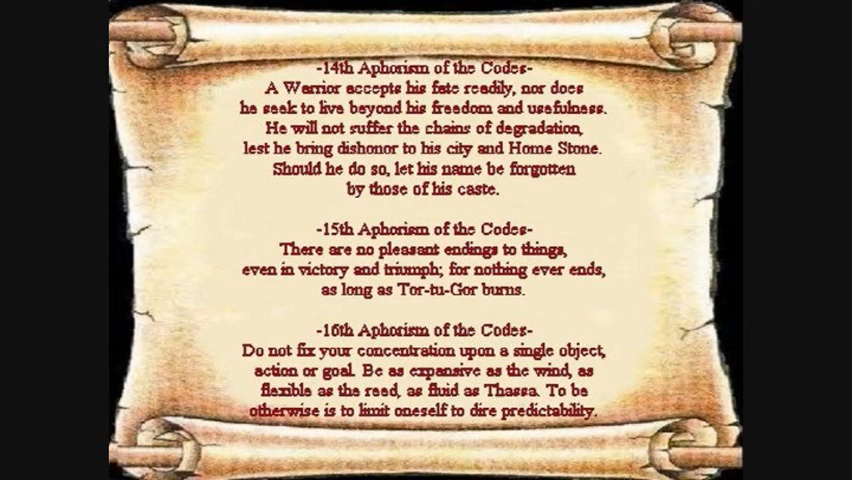 -14th Aphorism of the Codes-
A Warrior accepts his fate readily, nor does
he seek to live beyond his freedom and usefulness.
He will not suffer the chains of degradation,
lest he bring dishonor to his city and Home Stone.
Should he do so, let his name be forgotten
by those of his caste.
-15th Aphorism of the Codes-
There are no pleasant endings to things,
even in victory and triumph; for nothing ever ends,
as long as Tor-tu-Gor burns.
-16th Aphorism of the Codes-
Do not fix your concentration upon a single object,
action or goal. Be as expansive as the wind, as
flexible as the reed, as fluid as Thassa. To be
otherwise is to limit oneself to dire predictability.